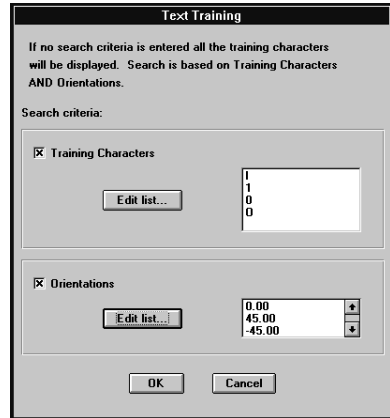 Text Training
If no search criteria is entered all the training characters
will be displayed. Search is based on Training Characters
AND Orientations.
Search criteria:
Training Characters
Edit list...
I
1
0
O
Orientations
Edit list...
0.00
45.00
-45.00
OK
Cancel